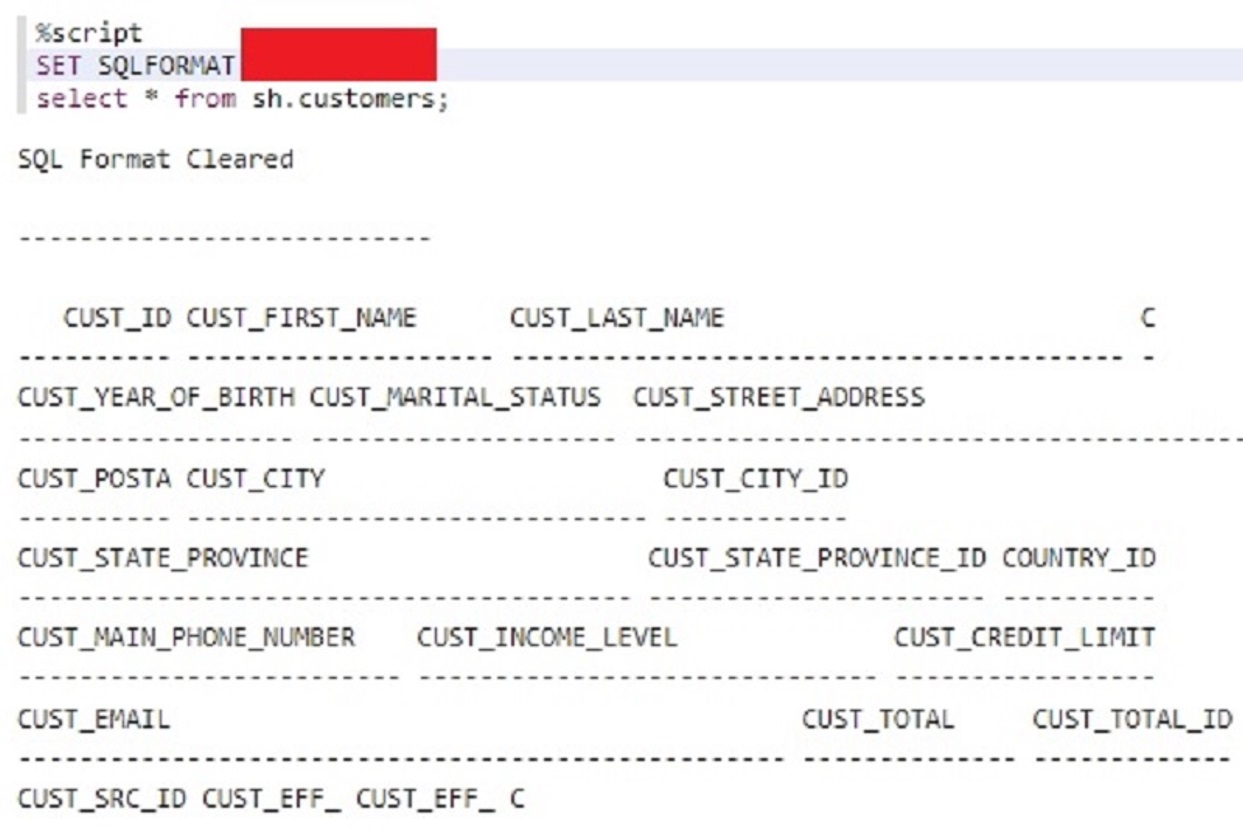 %script
SET SQLFORMAT
select * from sh.customers;
SQL Format Cleared
---------------------------
CUST_ID CUST_FIRST_NAME CUST_LAST_NAME C
---------- -------------------- ---------------------------------------- -
CUST_YEAR_OF_BIRTH CUST_MARITAL_STATUS CUST_STREET_ADDRESS
------------------ -------------------- ----------------------------------------
CUST_POSTA CUST_CITY CUST_CITY_ID
---------- ------------------------------ ------------
CUST_STATE_PROVINCE CUST_STATE_PROVINCE_ID COUNTRY_ID
---------------------------------------- ---------------------- ----------
CUST_MAIN_PHONE_NUMBER CUST_INCOME_LEVEL CUST_CREDIT_LIMIT
------------------------- ------------------------------ -----------------
CUST_EMAIL CUST_TOTAL CUST_TOTAL_ID
-------------------------------------------------- -------------- -------------
CUST_SRC_ID CUST_EFF_ CUST_EFF_ C